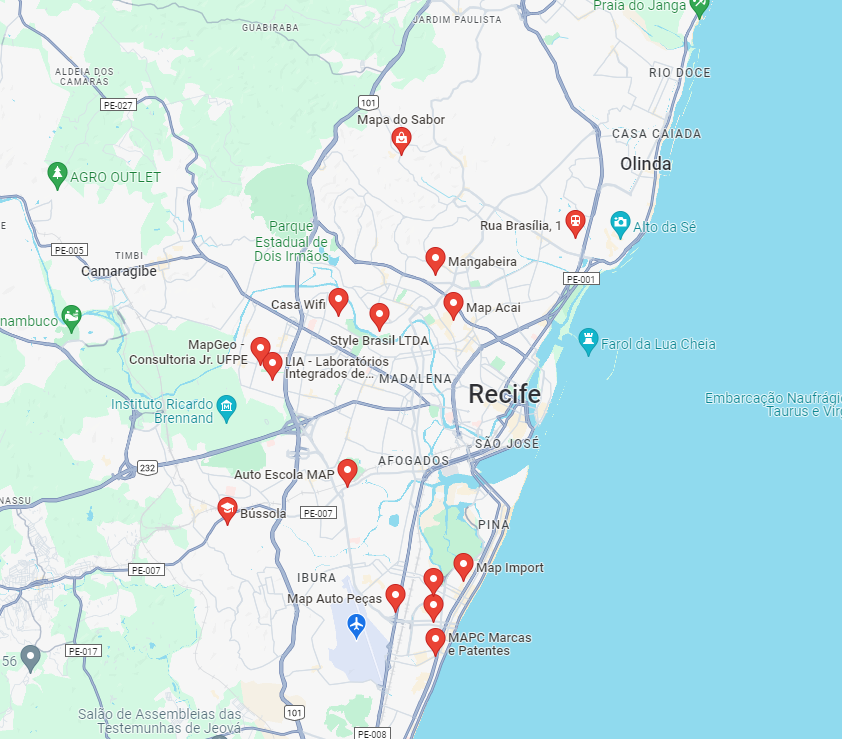 Praia do Janga
JARDIM PAULISTA
GUABIRABA
ALDEIA DOS
CAMARAS
RIO DOCE
PE-027
101
Mapa do Sabor
CASA CAIADA
Olinda
AGRO OUTLET
Rua Brasília, 1
Alto da Sé
Parque
Estadual de
Dois Irmãos
E
PE-005
TIMBI
Camaragibe
Mangabeira
PE-001
Casa Wifi
Map Acai
nambuco
Style Brasil LTDA
MapGeo -
Consultoria Jr. UFPE
Farol da Lua Cheia
LIA - Laboratórios
Integrados de...
MADALENA
Recife
Instituto Ricardo
Brennand
Embarcação Naufrági
Taurus e Viro
SÃO JOSÉ
AFOGADOS
232
Auto Escola MAP
NASSU
Bússola
PE-007
PINA
PE-007
IBURA
Map Import
Map Auto Peças
MAPC Marcas
e Patentes
PE-017
56
101
Salão de Assembleias das
Testemunhas de Jeová
PE-008